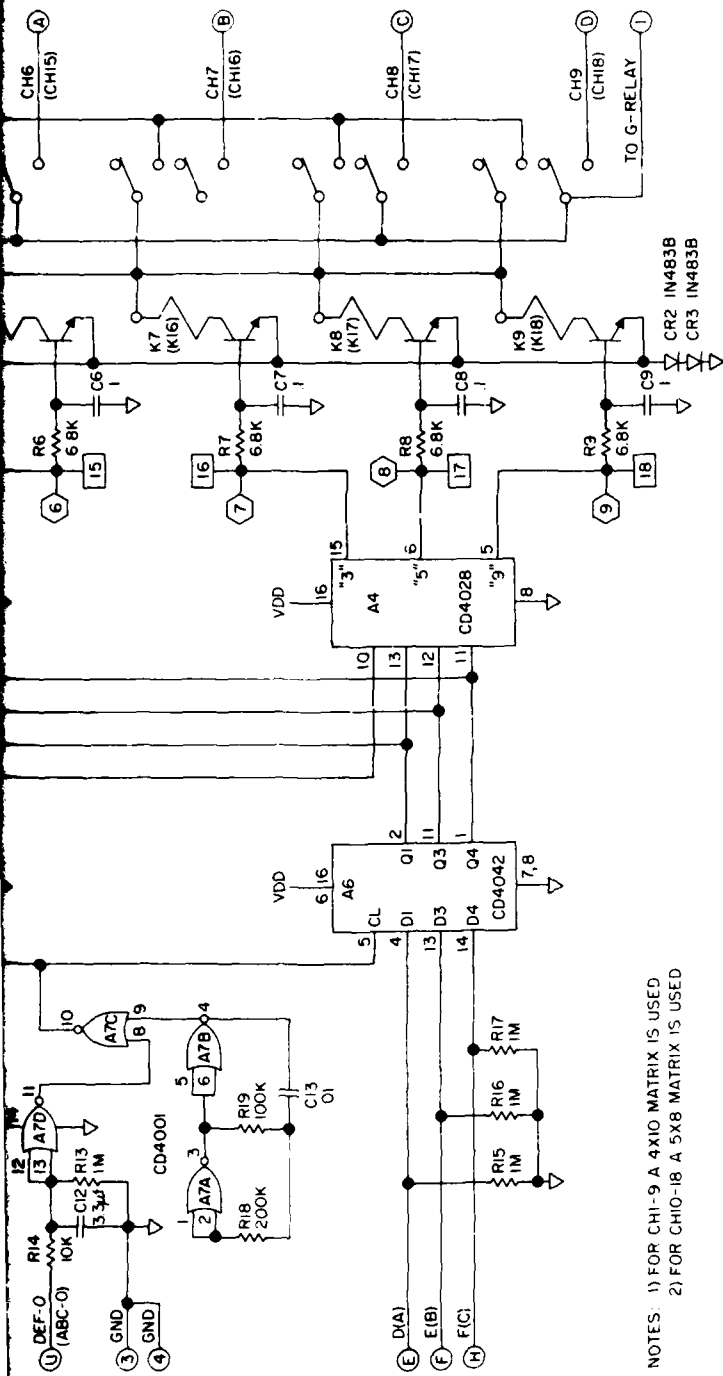 A
CH6
(CH15)
B
CH7
(CH16)
C
CH8
(CH17)
D
CH9
(CH18)
1
TO G-RELAY
K7
(K16)
K8
(K17)
K9
(K18)
CR2 IN483B
CR3 IN483B
R6
6.8K
C6
1
R7
6.8K
C7
1
R8
6.8K
C8
1
R9
6.8K
C9
1
6
15
16
7
8
17
9
18
VDD
16
"3"
15
A4
"5"
6
"9"
5
CD4028
8
10
13
12
11
VDD
6
16
A6
5
CL
4
D1
13
D3
14
D4
2
Q1
11
Q3
1
Q4
CD4042
7,8
U
DEF-0
(ABC-0)
R14
10K
C12
3.3µf
R13
1M
12
13
A7D
11
10
A7C
9
8
3
GND
4
GND
CD4001
1
2
A7A
3
5
6
A7B
4
R18
200K
R19
100K
C13
01
E
D(A)
F
E(B)
H
F(C)
R15
1M
R16
1M
R17
1M
NOTES: 1) FOR CH1-9 A 4X10 MATRIX IS USED
2) FOR CH10-18 A 5X8 MATRIX IS USED